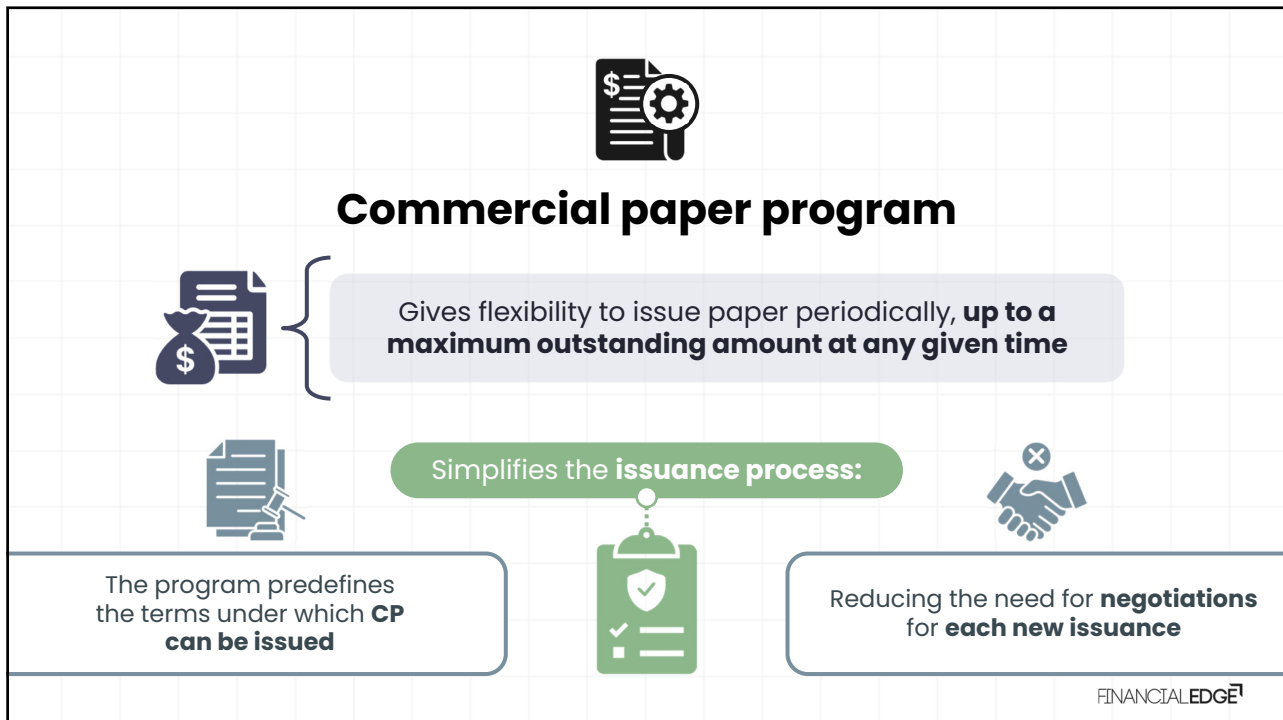 $
Commercial paper program
$
Gives flexibility to issue paper periodically, up to a
maximum outstanding amount at any given time
Simplifies the issuance process:
The program predefines
the terms under which CP
can be issued
Reducing the need for negotiations
for each new issuance
FINANCIALEDGE